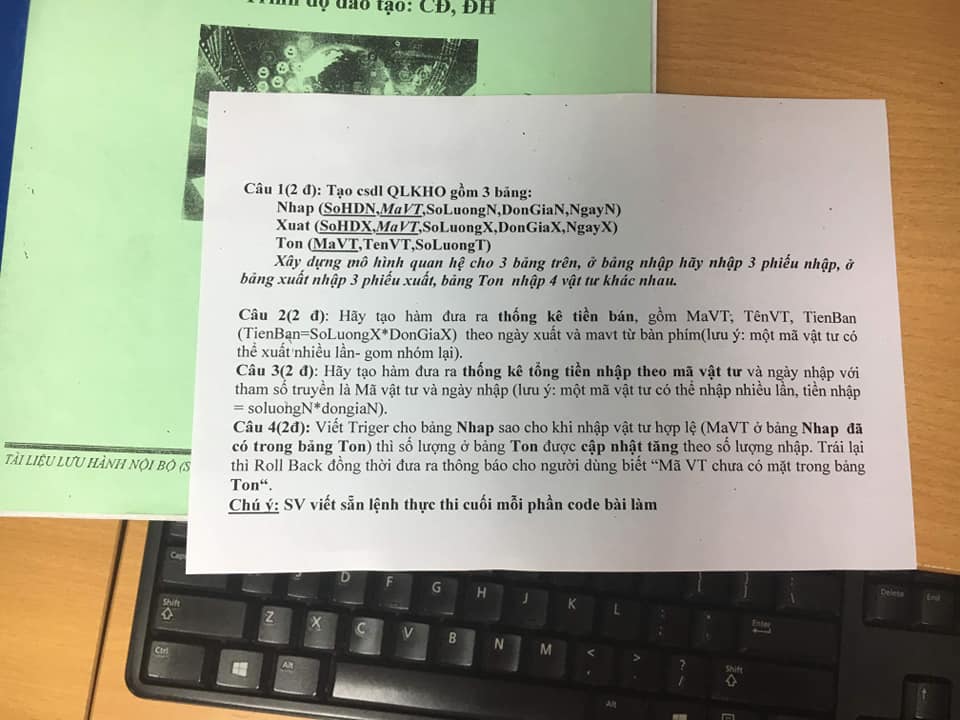 Trình độ đào tạo: CĐ, ĐH
Câu 1(2 đ): Tạo csdl QLKHO gồm 3 bảng:
Nhap (SoHDN,MaVT,SoLuongN,DonGiaN,NgayN)
Xuat (SoHDX,MaVT,SoLuongX,DonGiaX,NgayX)
Ton (MaVT,TenVT,SoLuongT)
Xây dựng mô hình quan hệ cho 3 bảng trên, ở bảng nhập hãy nhập 3 phiếu nhập, ở
bảng xuất nhập 3 phiếu xuất, bảng Ton nhập 4 vật tư khác nhau.
Câu 2(2 đ): Hãy tạo hàm đưa ra thống kê tiền bán, gồm MaVT, TênVT, TienBan
(TienBan=SoLuongX*DonGiaX) theo ngày xuất và mavt từ bàn phím(lưu ý: một mã vật tư có
thể xuất nhiều lần- gom nhóm lại).
Câu 3(2 đ): Hãy tạo hàm đưa ra thống kê tổng tiền nhập theo mã vật tư và ngày nhập với
tham số truyền là Mã vật tư và ngày nhập (lưu ý: một mã vật tư có thể nhập nhiều lần, tiền nhập
= soluongN*dongiaN).
Câu 4(2đ): Viết Triger cho bảng Nhap sao cho khi nhập vật tư hợp lệ (MaVT ở bảng Nhap đã
có trong bảng Ton) thì số lượng ở bảng Ton được cập nhật tăng theo số lượng nhập. Trái lại
thì Roll Back đồng thời đưa ra thông báo cho người dùng biết “Mã VT chưa có mặt trong bảng
Ton“.
Chú ý: SV viết sẵn lệnh thực thi cuối mỗi phần code bài làm
TÀI LIỆU LƯU HÀNH NỘI BỘ (S
Caps
D
F
G
H
J
K
L
Shift
Z
X
C
V
B
N
M
<
>
?
/
Enter
Shift
Ctrl
Alt
Alt
Delete
End